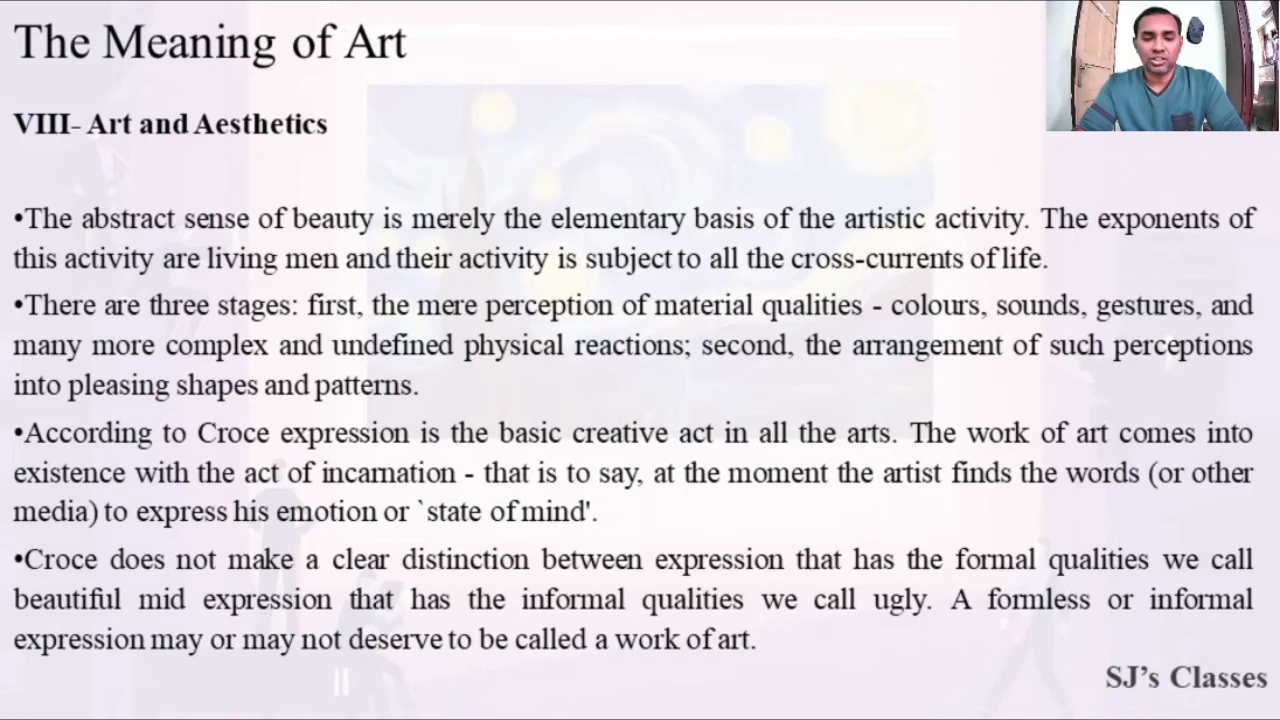 The Meaning of Art
VIII- Art and Aesthetics
•The abstract sense of beauty is merely the elementary basis of the artistic activity. The exponents of
this activity are living men and their activity is subject to all the cross-currents of life.
•There are three stages: first, the mere perception of material qualities - colours, sounds, gestures, and
many more complex and undefined physical reactions; second, the arrangement of such perceptions
into pleasing shapes and patterns.
•According to Croce expression is the basic creative act in all the arts. The work of art comes into
existence with the act of incarnation - that is to say, at the moment the artist finds the words (or other
media) to express his emotion or `state of mind'.
•Croce does not make a clear distinction between expression that has the formal qualities we call
beautiful mid expression that has the informal qualities we call ugly. A formless or informal
expression may or may not deserve to be called a work of art.
SJ’s Classes